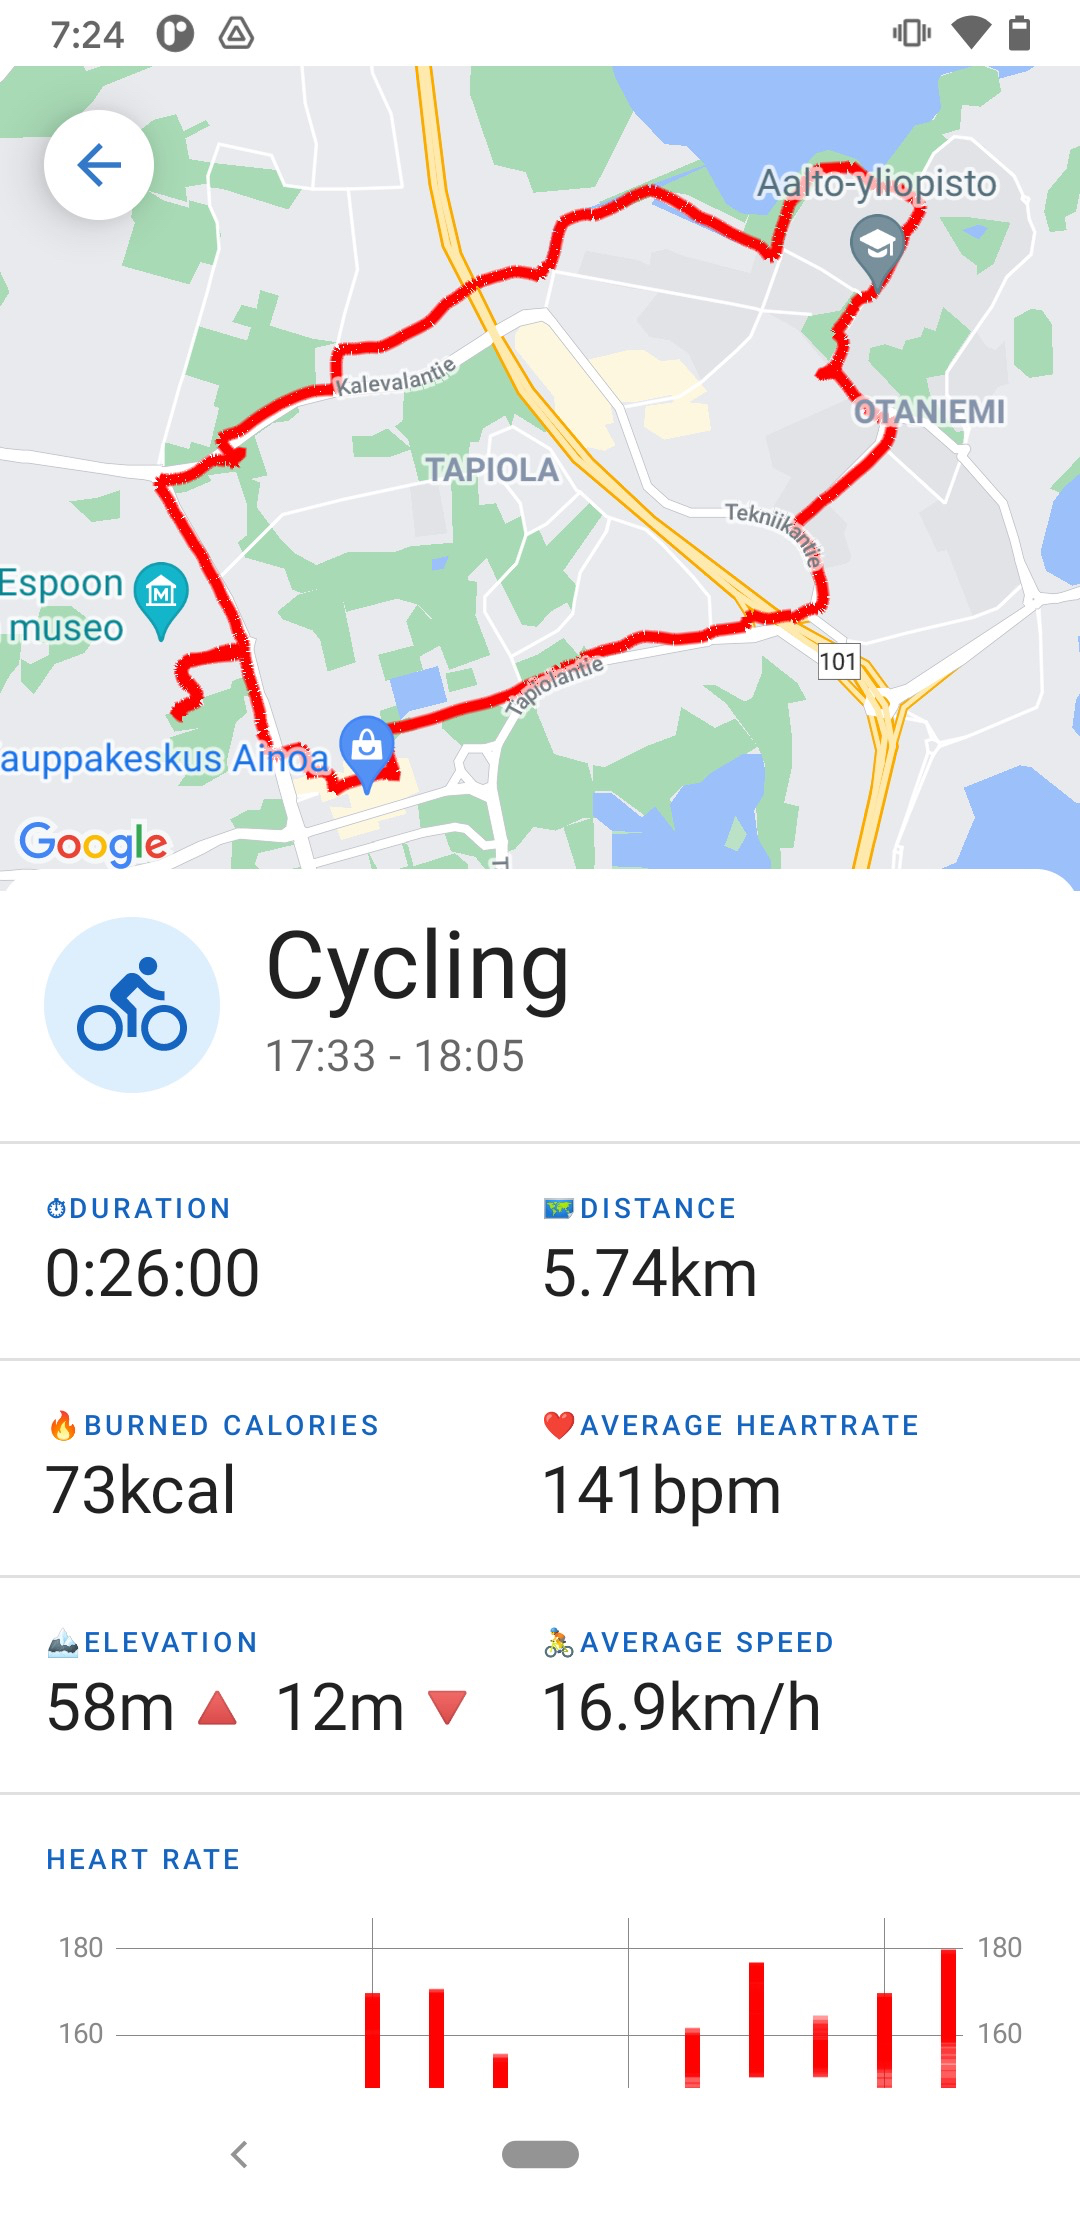 7:24
Aalto-yliopisto
Kalevalantie
OTANIEMI
TAPIOLA
Tekniikantie
Espoon
museo
101
Tapiolantie
auppakeskus Ainoa
Google
T
Cycling
17:33 - 18:05
DURATION
DISTANCE
0:26:00
5.74km
BURNED CALORIES
AVERAGE HEARTRATE
73kcal
141bpm
ELEVATION
AVERAGE SPEED
58m 🔺 12m 🔻
16.9km/h
HEART RATE
180
180
160
160